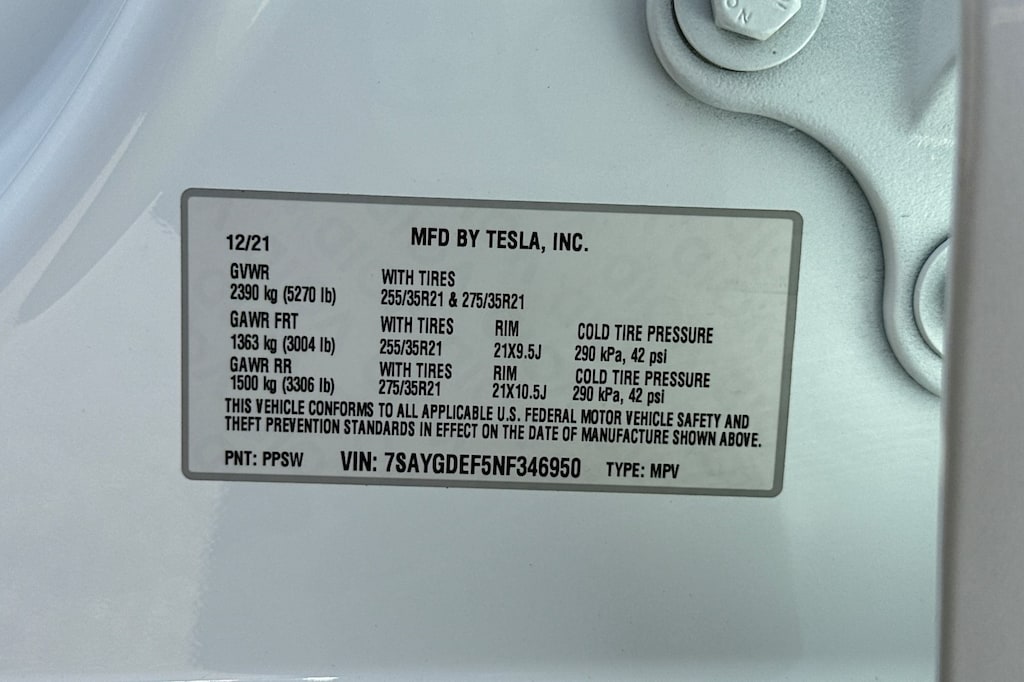 12/21 MFD BY TESLA, INC.
GVWR WITH TIRES
2390 kg (5270 lb) 255/35R21 & 275/35R21
GAWR FRT WITH TIRES RIM COLD TIRE PRESSURE
1363 kg (3004 lb) 255/35R21 21X9.5J 290 kPa, 42 psi
GAWR RR WITH TIRES RIM COLD TIRE PRESSURE
1500 kg (3306 lb) 275/35R21 21X10.5J 290 kPa, 42 psi
THIS VEHICLE CONFORMS TO ALL APPLICABLE U.S. FEDERAL MOTOR VEHICLE SAFETY AND
THEFT PREVENTION STANDARDS IN EFFECT ON THE DATE OF MANUFACTURE SHOWN ABOVE.
PNT: PPSW VIN: 7SAYGDEF5NF346950 TYPE: MPV